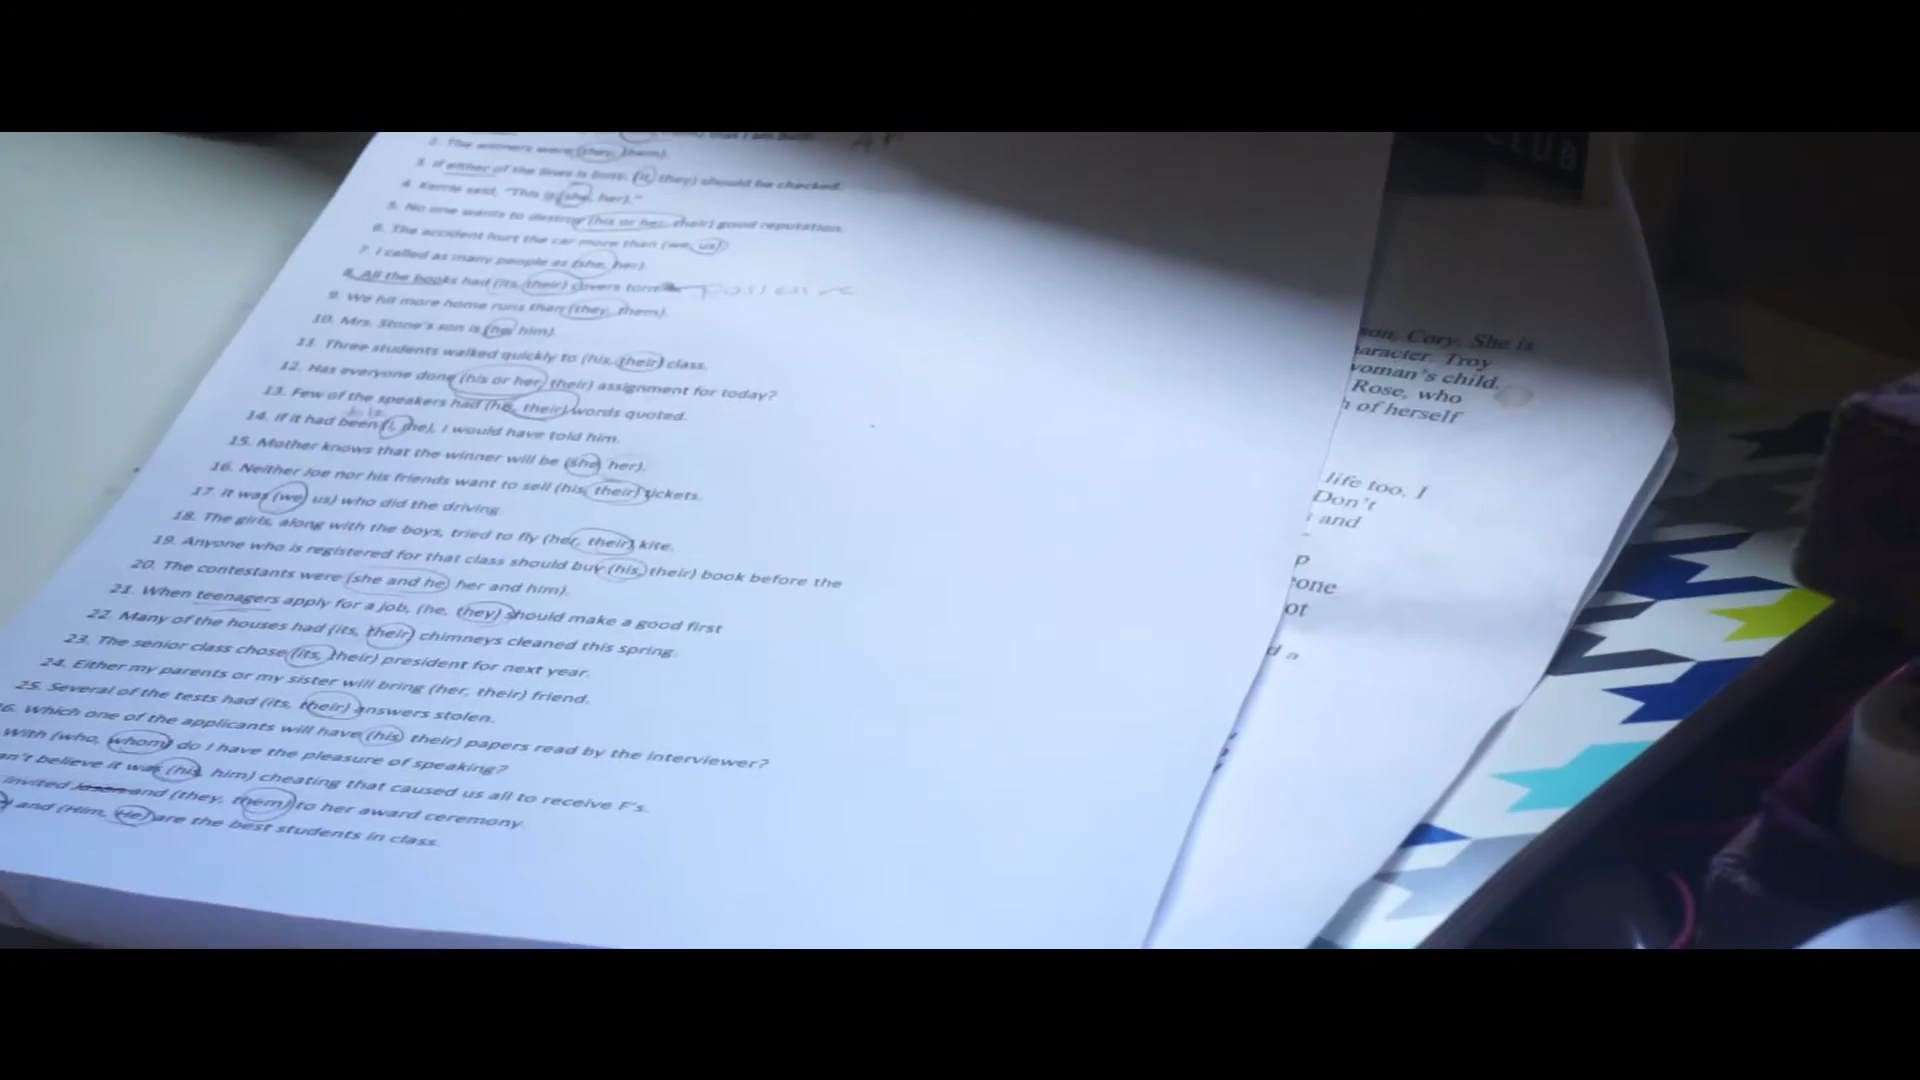 2. The winners were (they, them).
3. If either of the lines is busy, (it, they) should be checked.
4. Kerrie said, "This is (she, her)."
5. No one wants to destroy (his or her, their) good reputation.
6. The accident hurt the car more than (we, us)
7. I called as many people as (she, her).
8. All the books had (its, their) covers torn
9. We hit more home runs than (they, them).
10. Mrs. Stone's son is (he, him).
11. Three students walked quickly to (his, their) class.
12. Has everyone done (his or her, their) assignment for today?
13. Few of the speakers had (he, their) words quoted.
14. If it had been (I, me), I would have told him.
15. Mother knows that the winner will be (she, her).
16. Neither Joe nor his friends want to sell (his, their) tickets.
17. It was (we, us) who did the driving.
18. The girls, along with the boys, tried to fly (her, their) kite.
19. Anyone who is registered for that class should buy (his, their) book before the
20. The contestants were (she and he, her and him).
21. When teenagers apply for a job, (he, they) should make a good first
22. Many of the houses had (its, their) chimneys cleaned this spring.
23. The senior class chose (its, their) president for next year.
24. Either my parents or my sister will bring (her, their) friend.
25. Several of the tests had (its, their) answers stolen.
6. Which one of the applicants will have (his, their) papers read by the interviewer?
With (who, whom) do I have the pleasure of speaking?
an't believe it was (his, him) cheating that caused us all to receive F's.
invited Jason and (they, them) to her award ceremony.
and (Him, He) are the best students in class.
CLUB
son, Cory. She is
aracter. Troy
woman's child.
Rose, who
of herself
life too. I
Don't
and
p
one
ot
d a